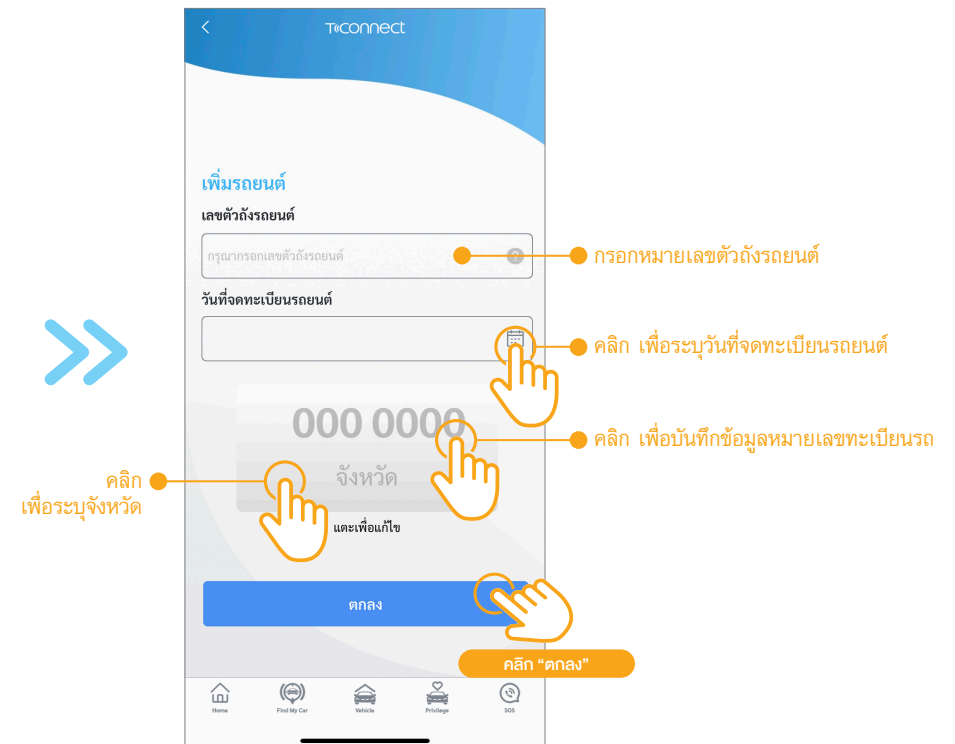 T connect
เพิ่มรถยนต์
เลขตัวถังรถยนต์
กรุณากรอกเลขตัวถังรถยนต์
?
กรอกหมายเลขตัวถังรถยนต์
วันที่จดทะเบียนรถยนต์
คลิก เพื่อระบุวันที่จดทะเบียนรถยนต์
000 0000
คลิก เพื่อบันทึกข้อมูลหมายเลขทะเบียนรถ
จังหวัด
คลิก
เพื่อระบุจังหวัด
แตะเพื่อแก้ไข
ตกลง
คลิก “ตกลง”
Home
Find My Car
Vehicle
Privilege
SOS